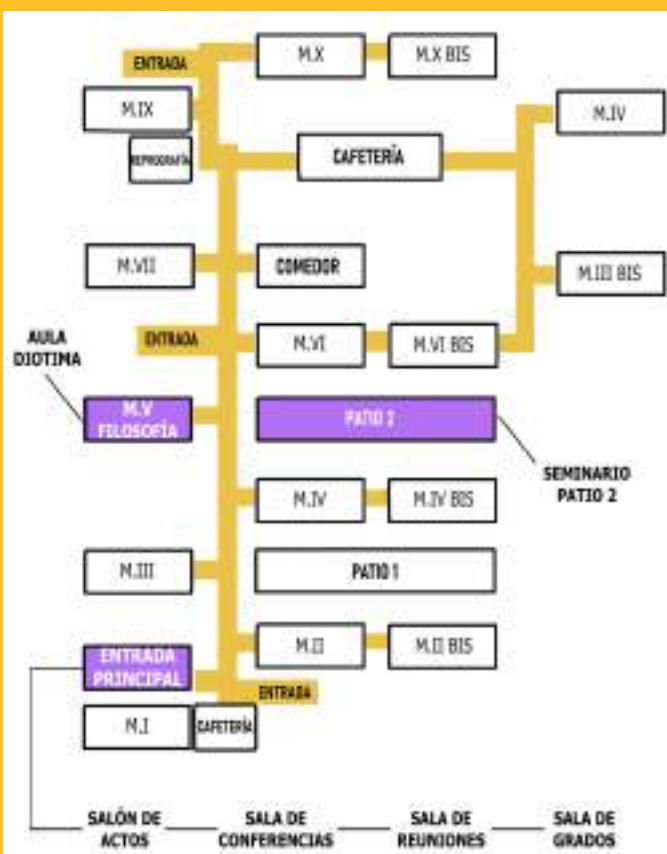 M.X
M.X BIS
ENTRADA
M.IX
M.IV
REPROGRAFÍA
CAFETERÍA
M.VII
COMEDOR
M.III BIS
AULA
DIOTIMA
ENTRADA
M.VI
M.VI BIS
M.V
FILOSOFÍA
PATIO 2
SEMINARIO
PATIO 2
M.IV
M.IV BIS
M.III
PATIO 1
M.II
M.II BIS
ENTRADA
PRINCIPAL
ENTRADA
M.I
CAFETERÍA
SALÓN DE
ACTOS
SALA DE
CONFERENCIAS
SALA DE
REUNIONES
SALA DE
GRADOS